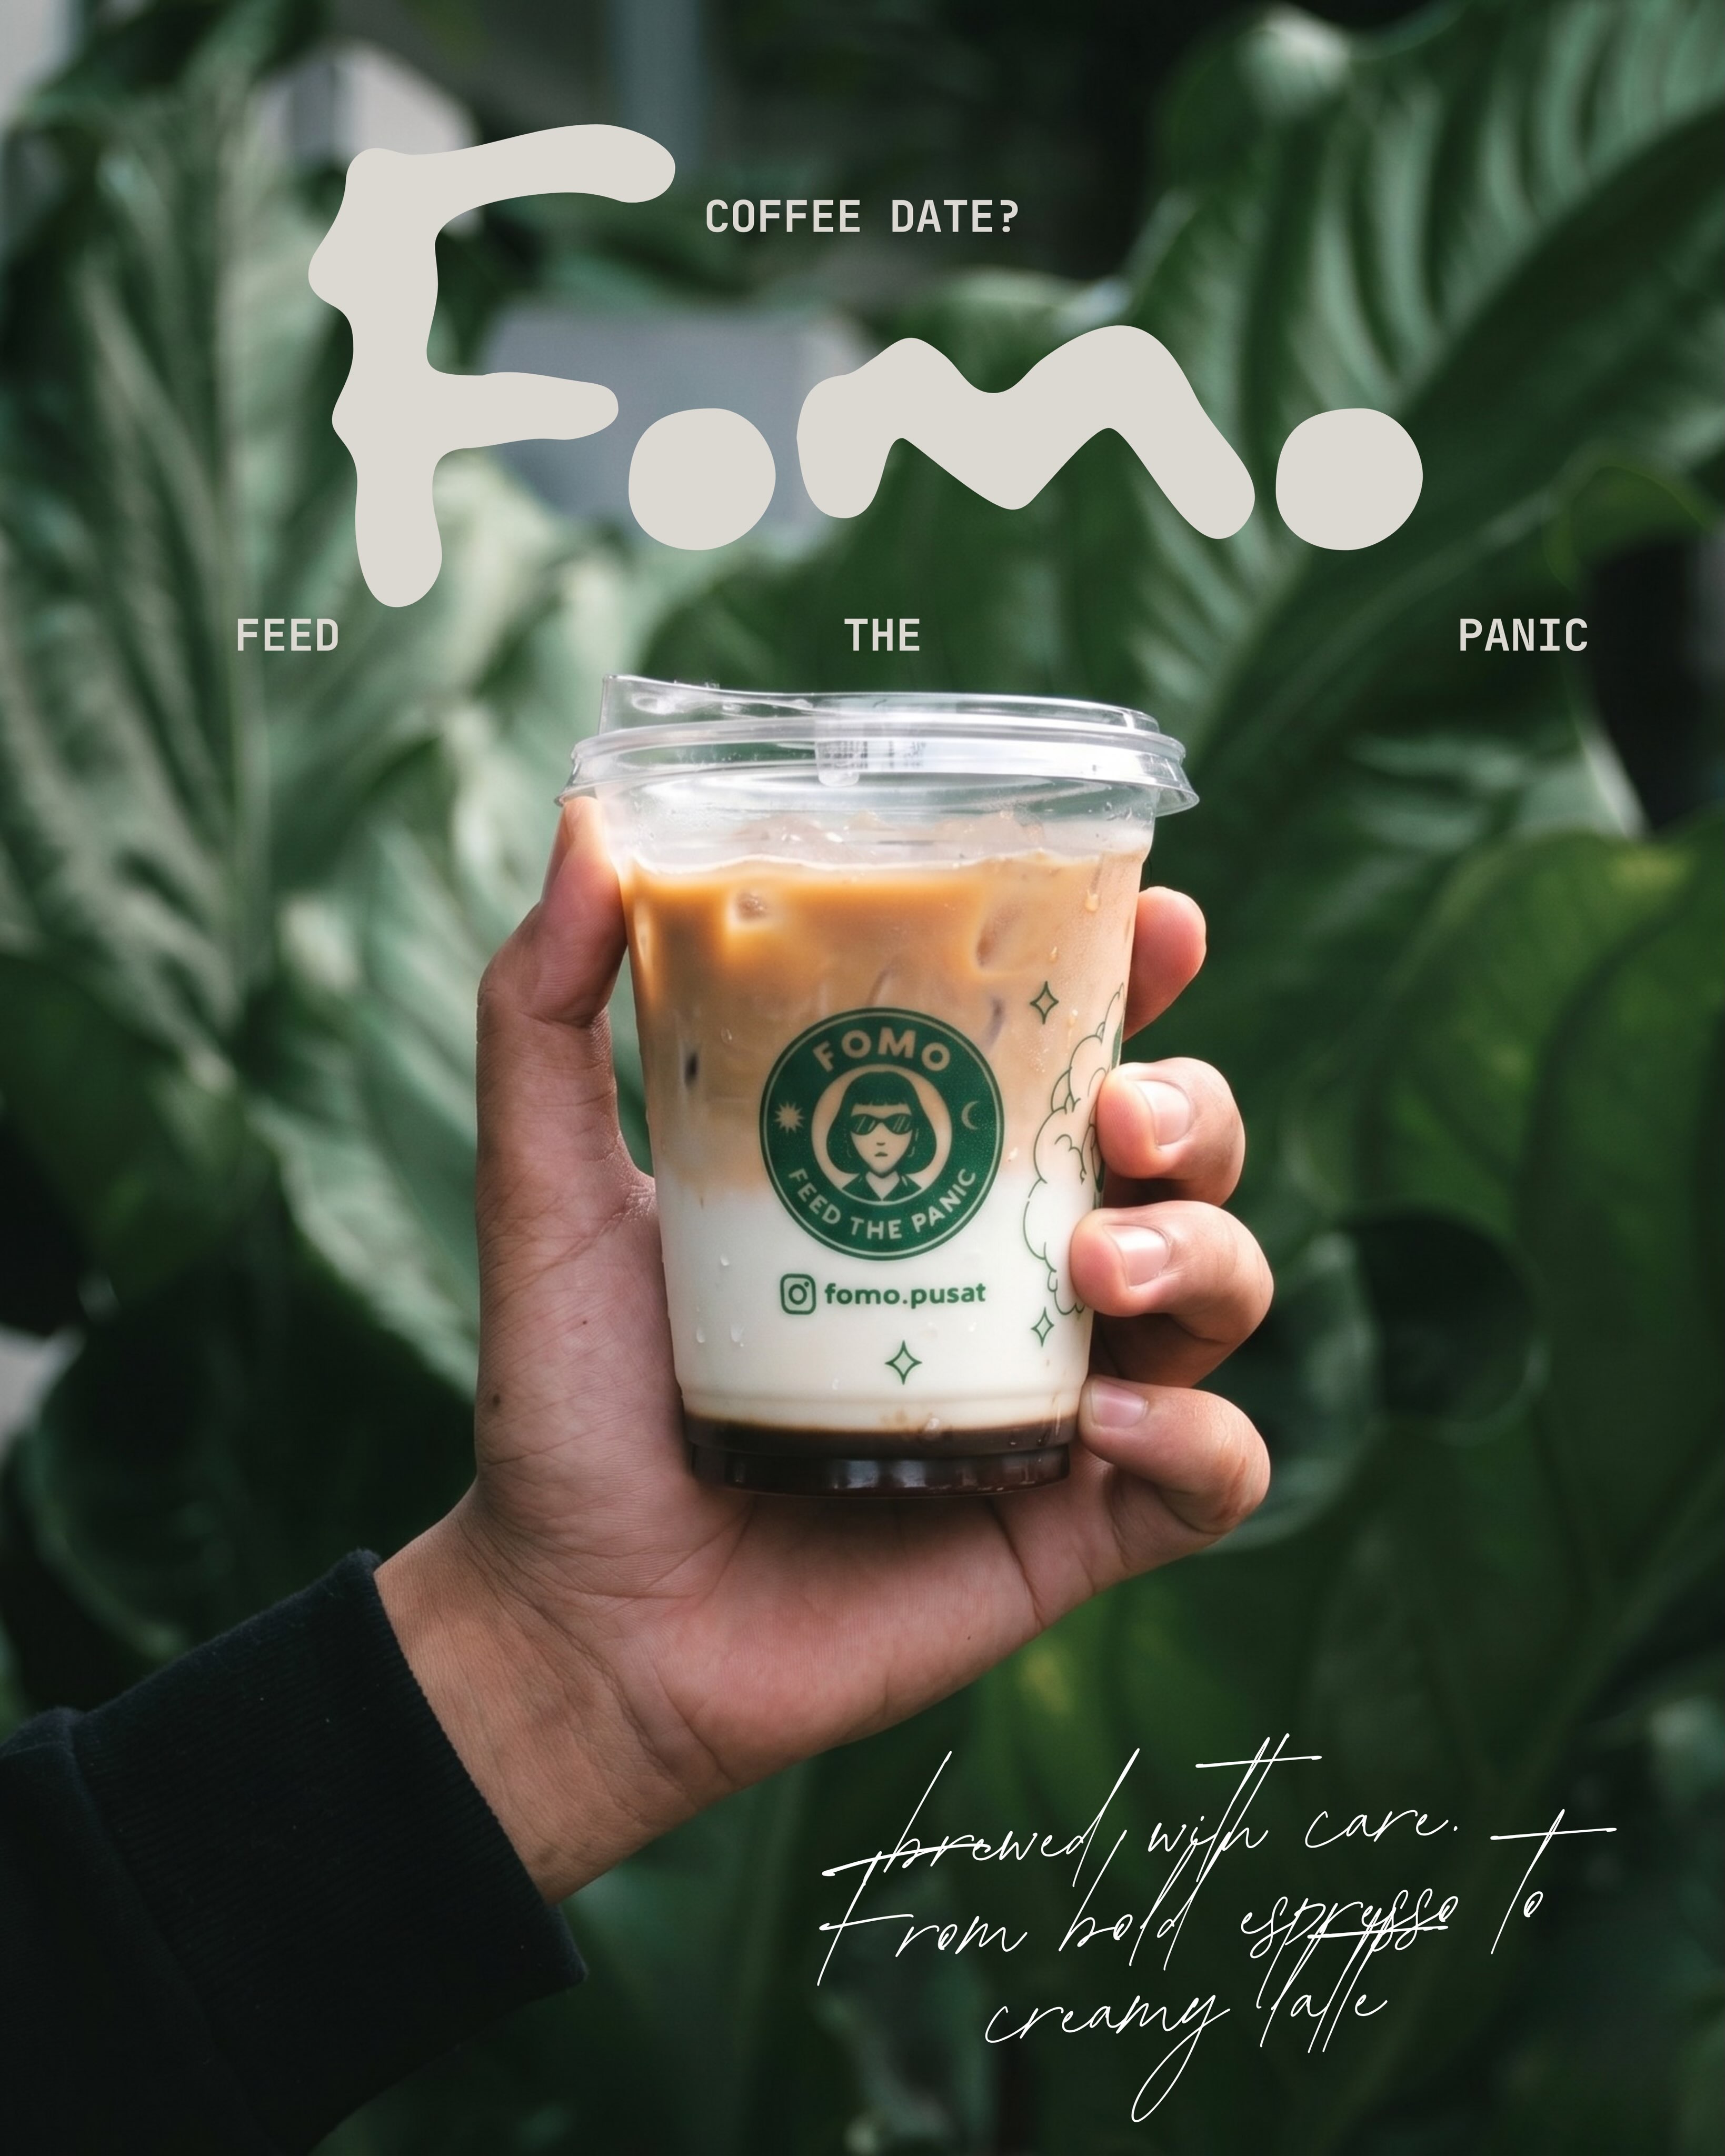 COFFEE DATE?
Fomo
FEED THE PANIC
FOMO
FEED THE PANIC
fomo.pusat
brewed with care.
From bold espresso to
creamy latte